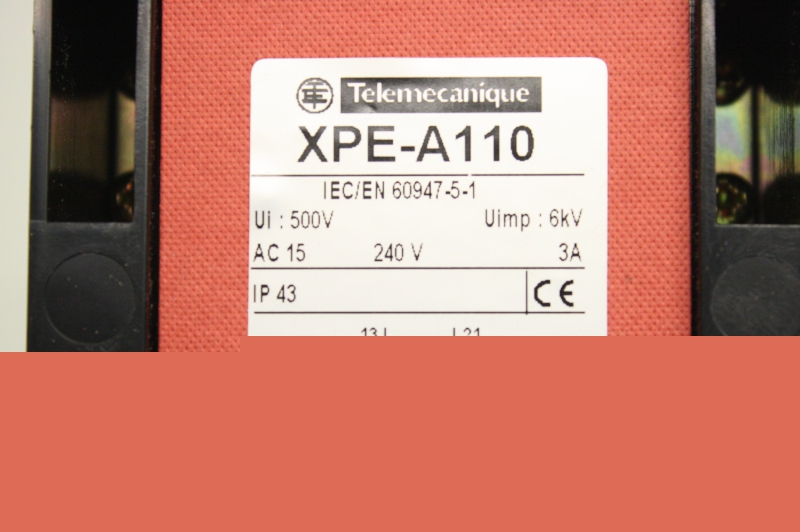 Telemecanique
XPE-A110
IEC/EN 60947-5-1
Ui : 500V Uimp : 6kV
AC 15 240 V 3A
IP 43 CE